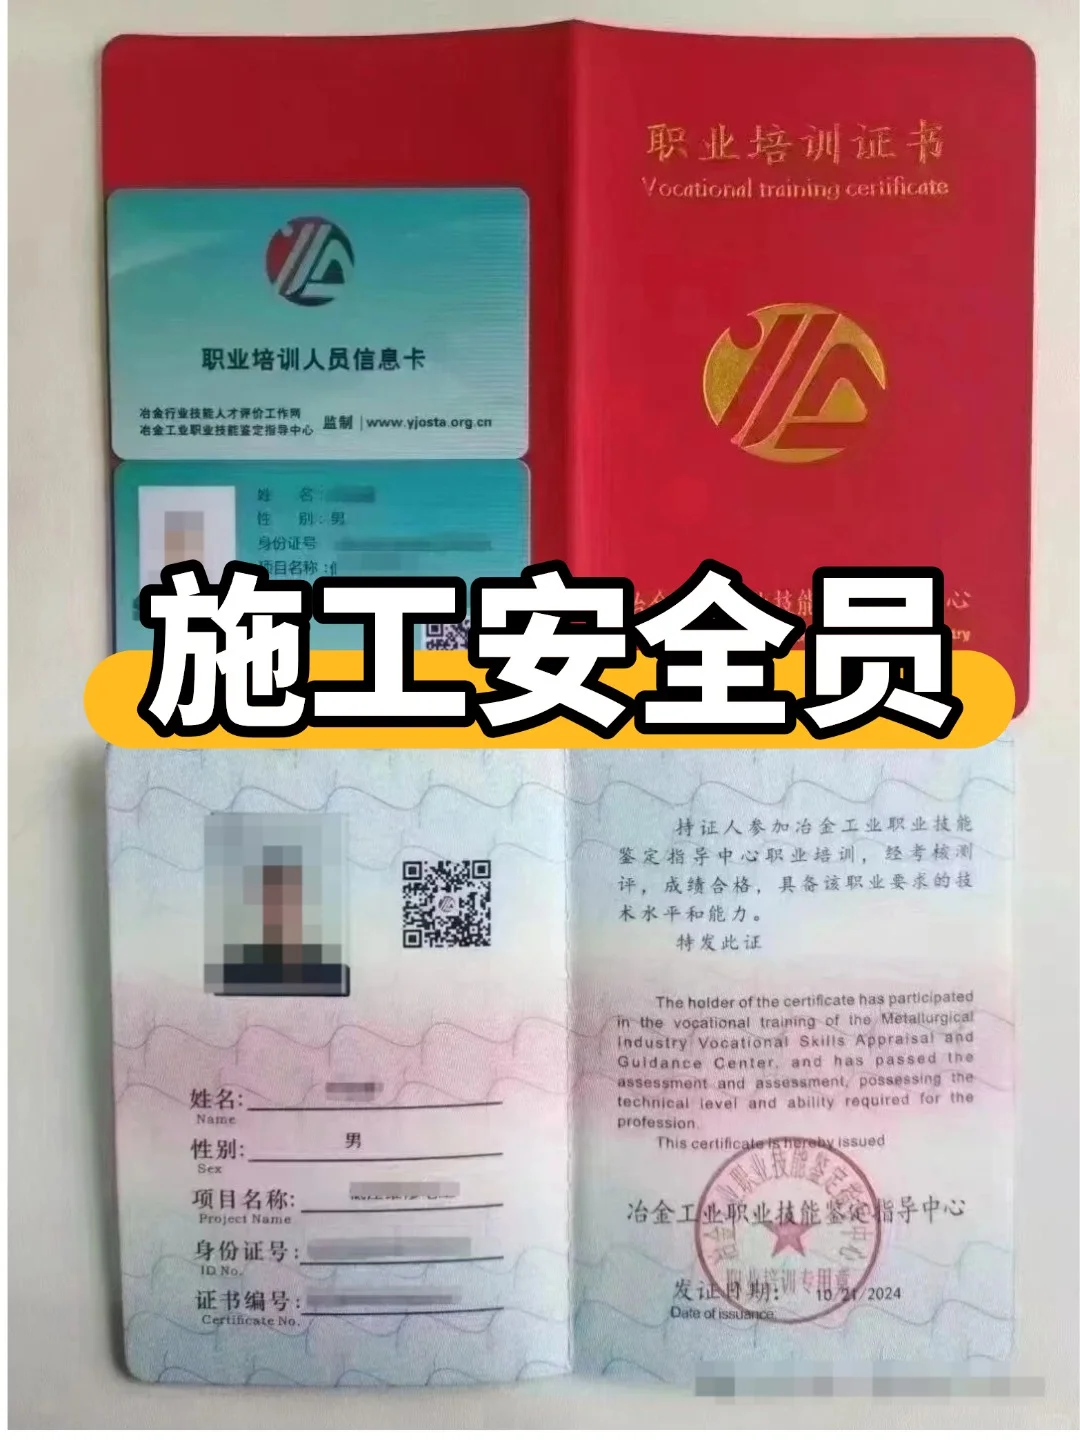 职业培训证书
Vocational training certificate
职业培训人员信息卡
冶金行业技能人才评价工作网
冶金工业职业技能鉴定指导中心 监制 www.yjosta.org.cn
姓 名:
性 别:男
身份证号
项目名称:
施工安全员
持证人参加冶金工业职业技能
鉴定指导中心职业培训,经考核测
评,成绩合格,具备该职业要求的技
术水平和能力。
特发此证
The holder of the certificate has participated
in the vocational training of the Metallurgical
Industry Vocational Skills Appraisal and
Guidance Center, and has passed the
assessment and assessment, possessing the
technical level and ability required for the
profession.
This certificate is hereby issued
姓名:
Name
性别: 男
Sex
项目名称:
Project Name
身份证号:
ID No.
证书编号:
Certificate No.
冶金工业职业技能鉴定指导中心
职业培训专用章
发证日期: 10/21/2024
Date of issuance: